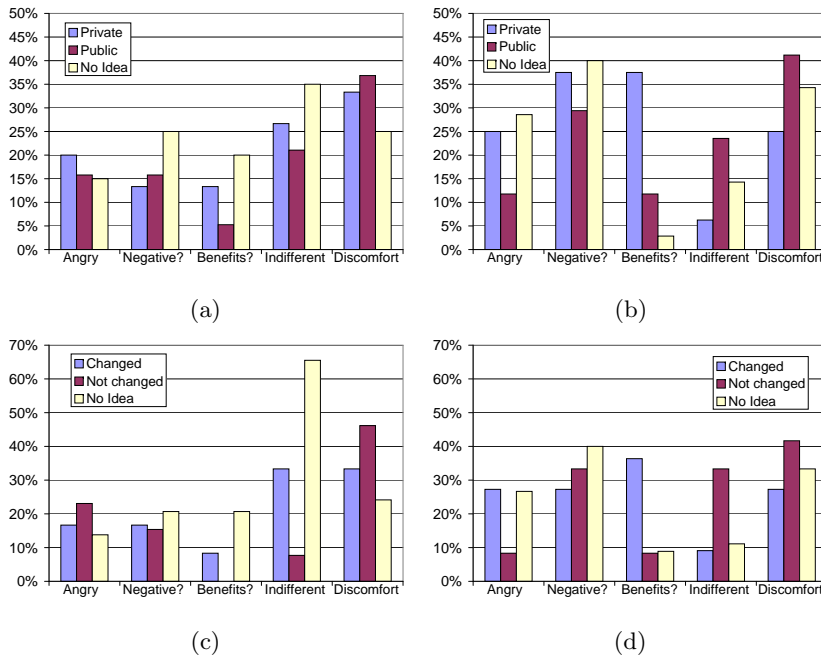 50%
45%
40%
35%
30%
25%
20%
15%
10%
5%
0%
Private
Public
No Idea
Angry Negative? Benefits? Indifferent Discomfort
(a)
50%
45%
40%
35%
30%
25%
20%
15%
10%
5%
0%
Private
Public
No Idea
Angry Negative? Benefits? Indifferent Discomfort
(b)
70%
60%
50%
40%
30%
20%
10%
0%
Changed
Not changed
No Idea
Angry Negative? Benefits? Indifferent Discomfort
(c)
70%
60%
50%
40%
30%
20%
10%
0%
Changed
Not changed
No Idea
Angry Negative? Benefits? Indifferent Discomfort
(d)